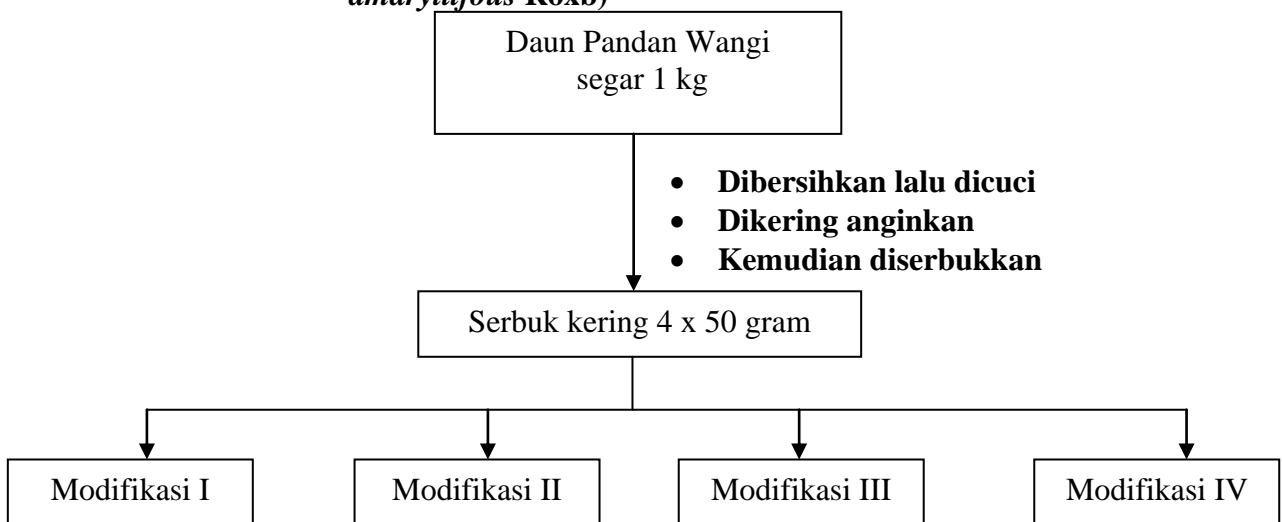 Roxb)
Daun Pandan Wangi
segar 1 kg
• Dibersihkan lalu dicuci
• Dikering anginkan
• Kemudian diserbukkan
Serbuk kering 4 x 50 gram
Modifikasi I
Modifikasi II
Modifikasi III
Modifikasi IV